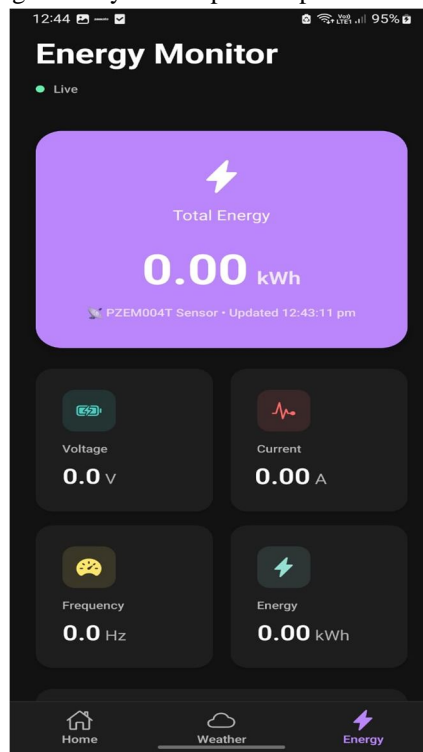 12:44 95%
Energy Monitor
Live
Total Energy
0.00 kWh
PZEM004T Sensor • Updated 12:43:11 pm
Voltage
0.0 V
Current
0.00 A
Frequency
0.0 Hz
Energy
0.00 kWh
Home Weather Energy